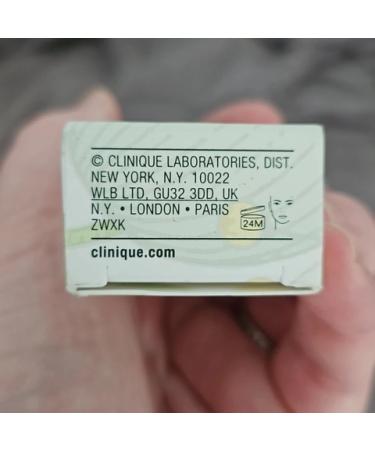 © CLINIQUE LABORATORIES, DIST.
NEW YORK, N.Y. 10022
WLB LTD, GU32 3DD, UK
N.Y. • LONDON • PARIS
ZWXK
24M
clinique.com